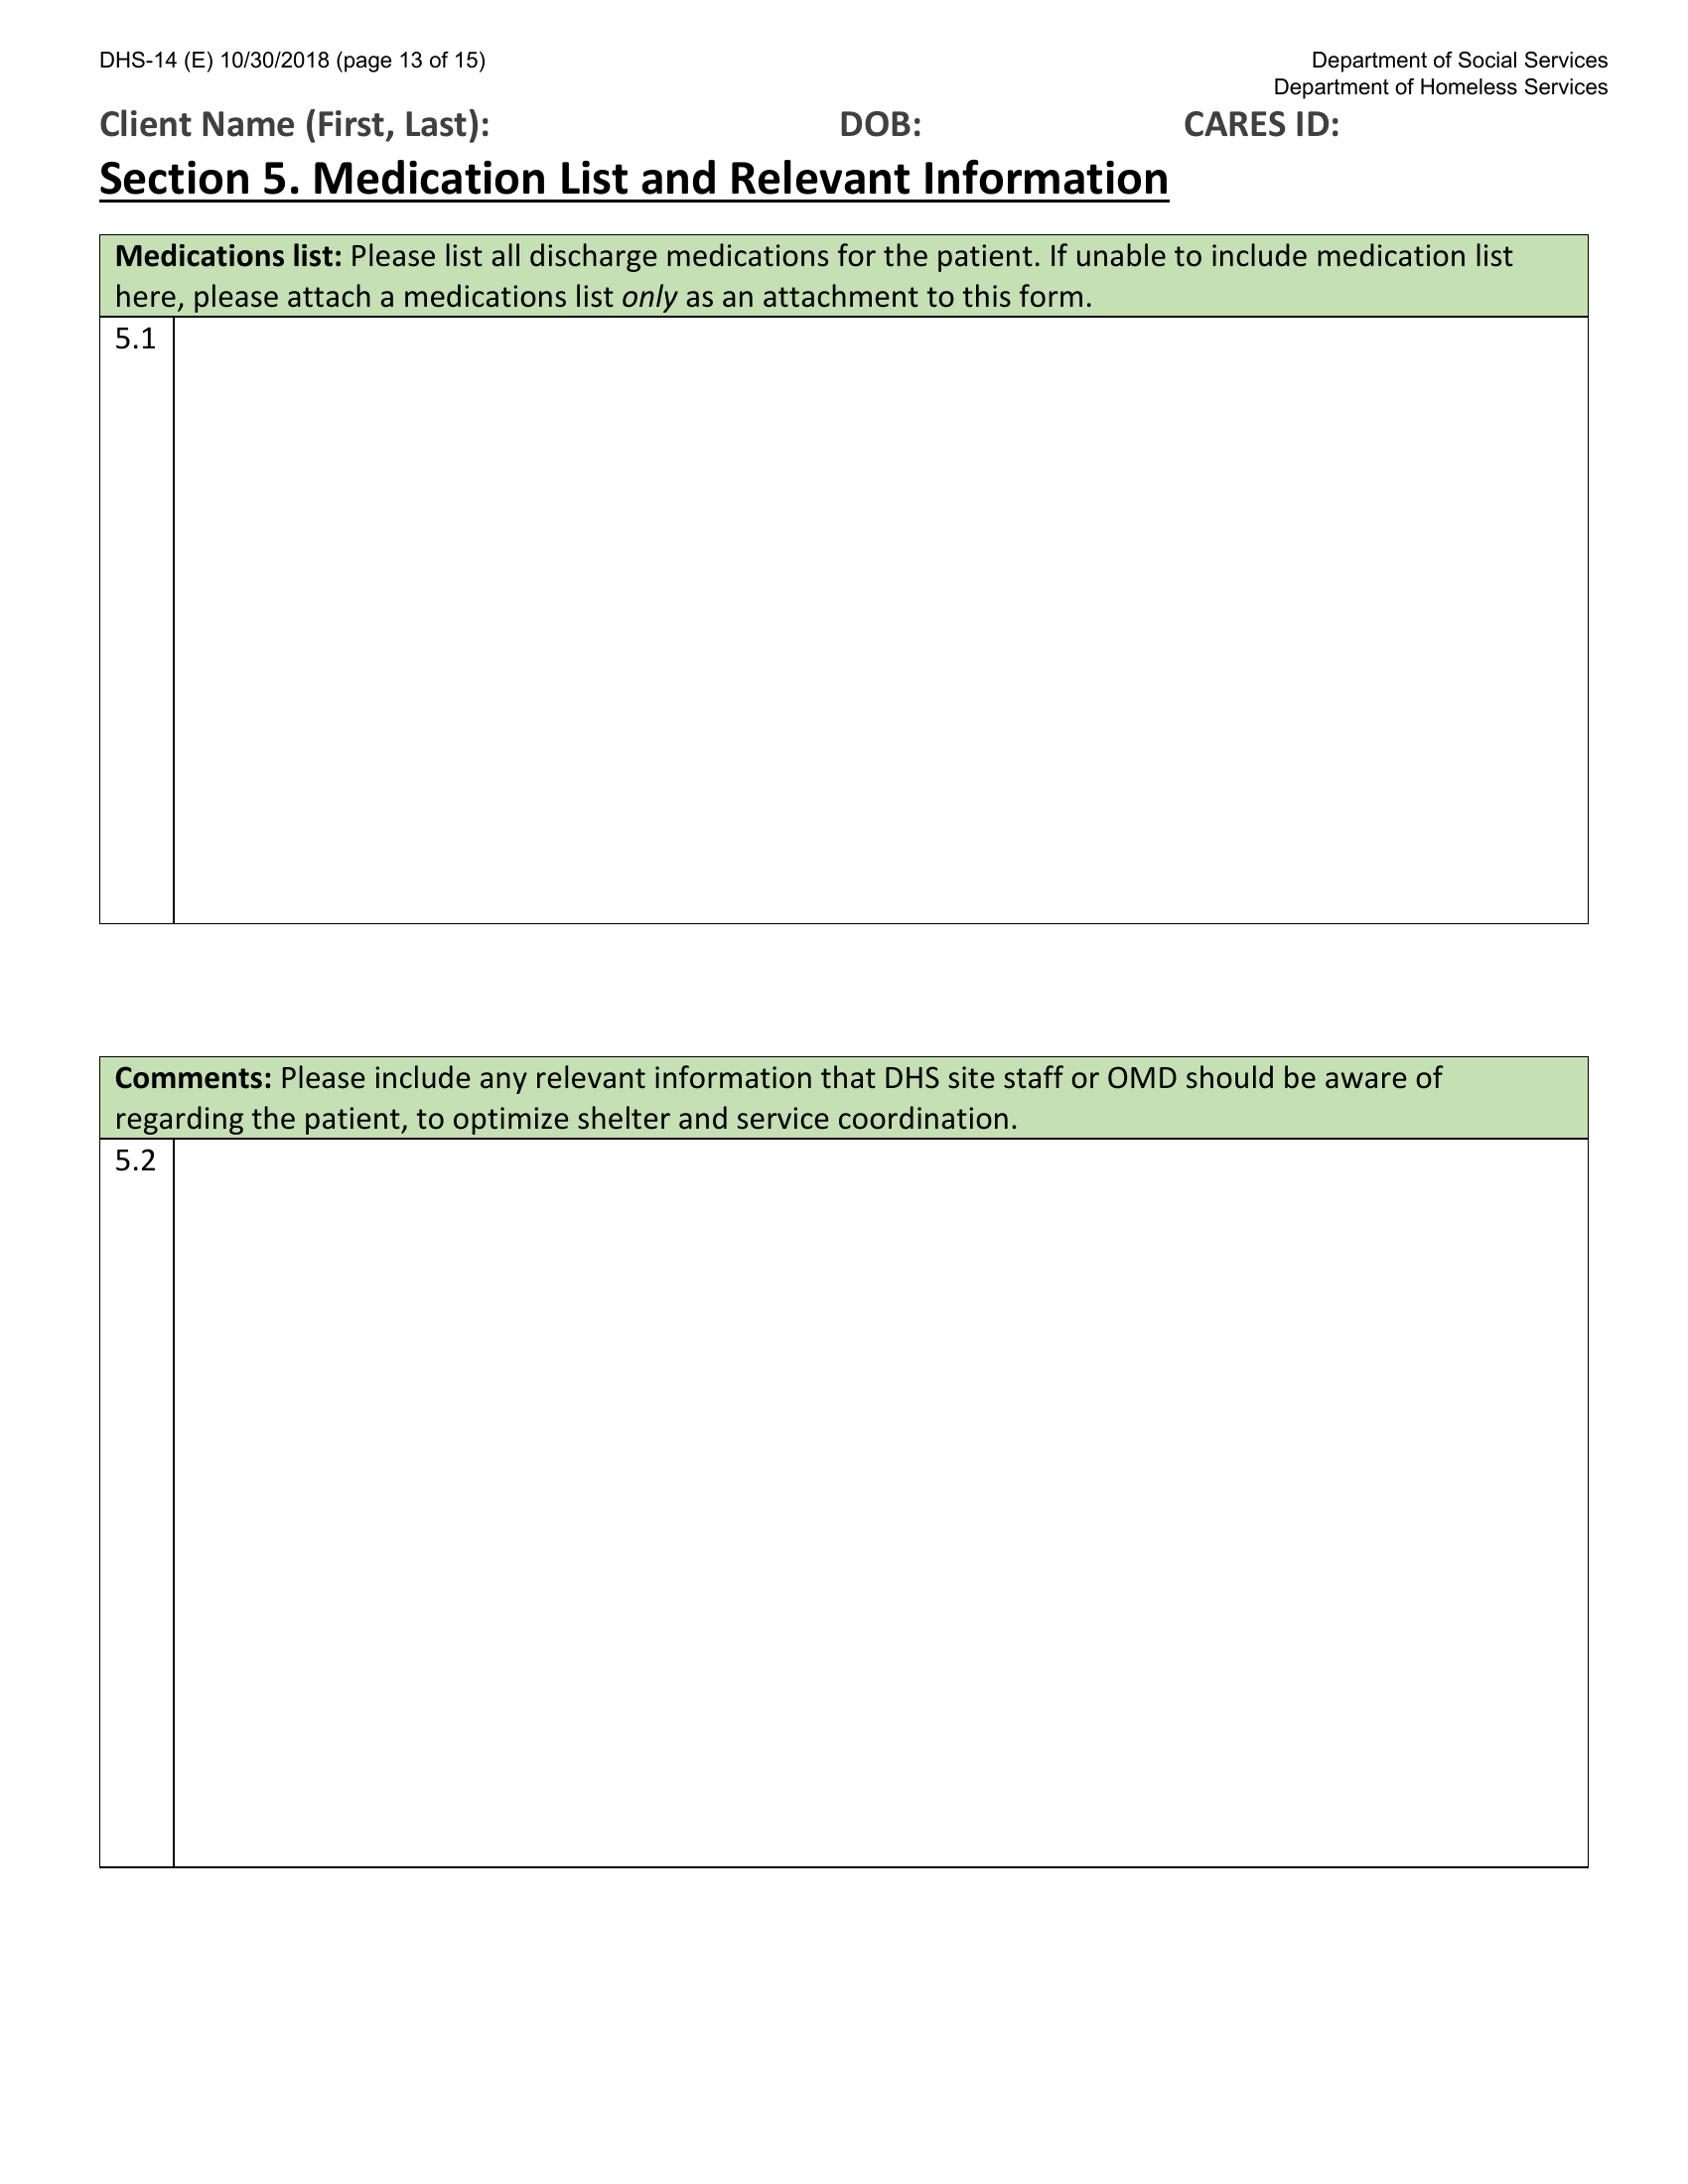 DHS-14 (E) 10/30/2018 (page 13 of 15)
Department of Social Services
Department of Homeless Services
Client Name (First, Last): DOB: CARES ID:
Section 5. Medication List and Relevant Information
Medications list: Please list all discharge medications for the patient. If unable to include medication list
here, please attach a medications list only as an attachment to this form.
5.1
Comments: Please include any relevant information that DHS site staff or OMD should be aware of
regarding the patient, to optimize shelter and service coordination.
5.2